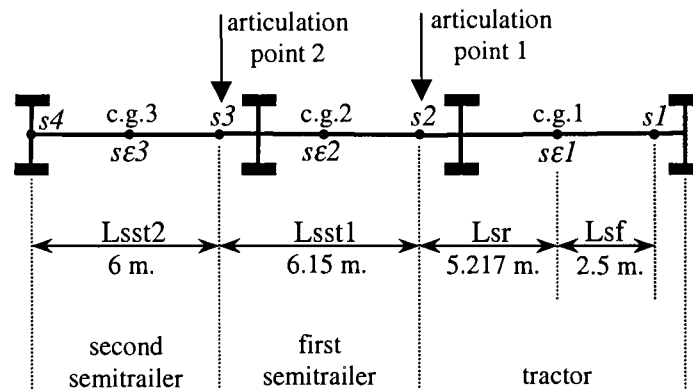 articulation
point 2
articulation
point 1
s4
c.g.3
s3
c.g.2
s2
c.g.1
s1
sε3
sε2
sε1
Lsst2
Lsst1
Lsr
Lsf
6 m.
6.15 m.
5.217 m.
2.5 m.
second
semitrailer
first
semitrailer
tractor